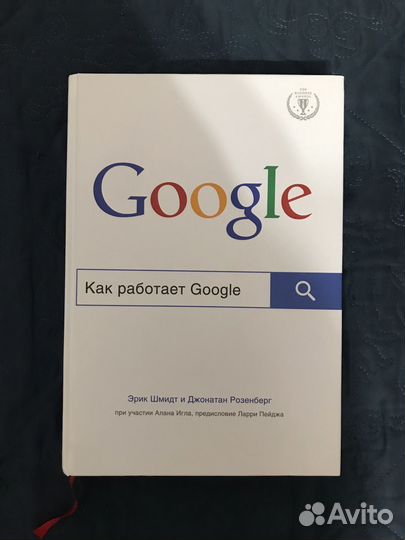 Google
Как работает Google
Эрик Шмидт и Джонатан Розенберг
при участии Алана Игла, предисловие Ларри Пейджа
Avito